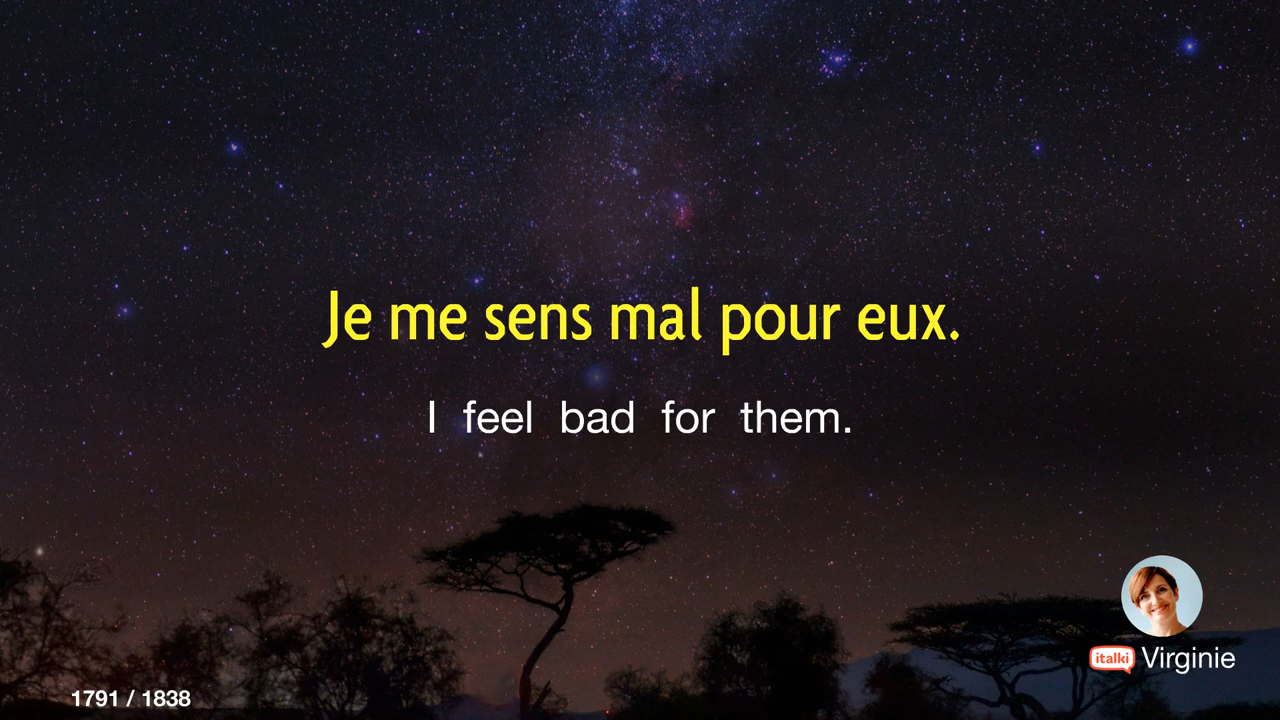 Je me sens mal pour eux.
I feel bad for them.
italki Virginie
1791 / 1838